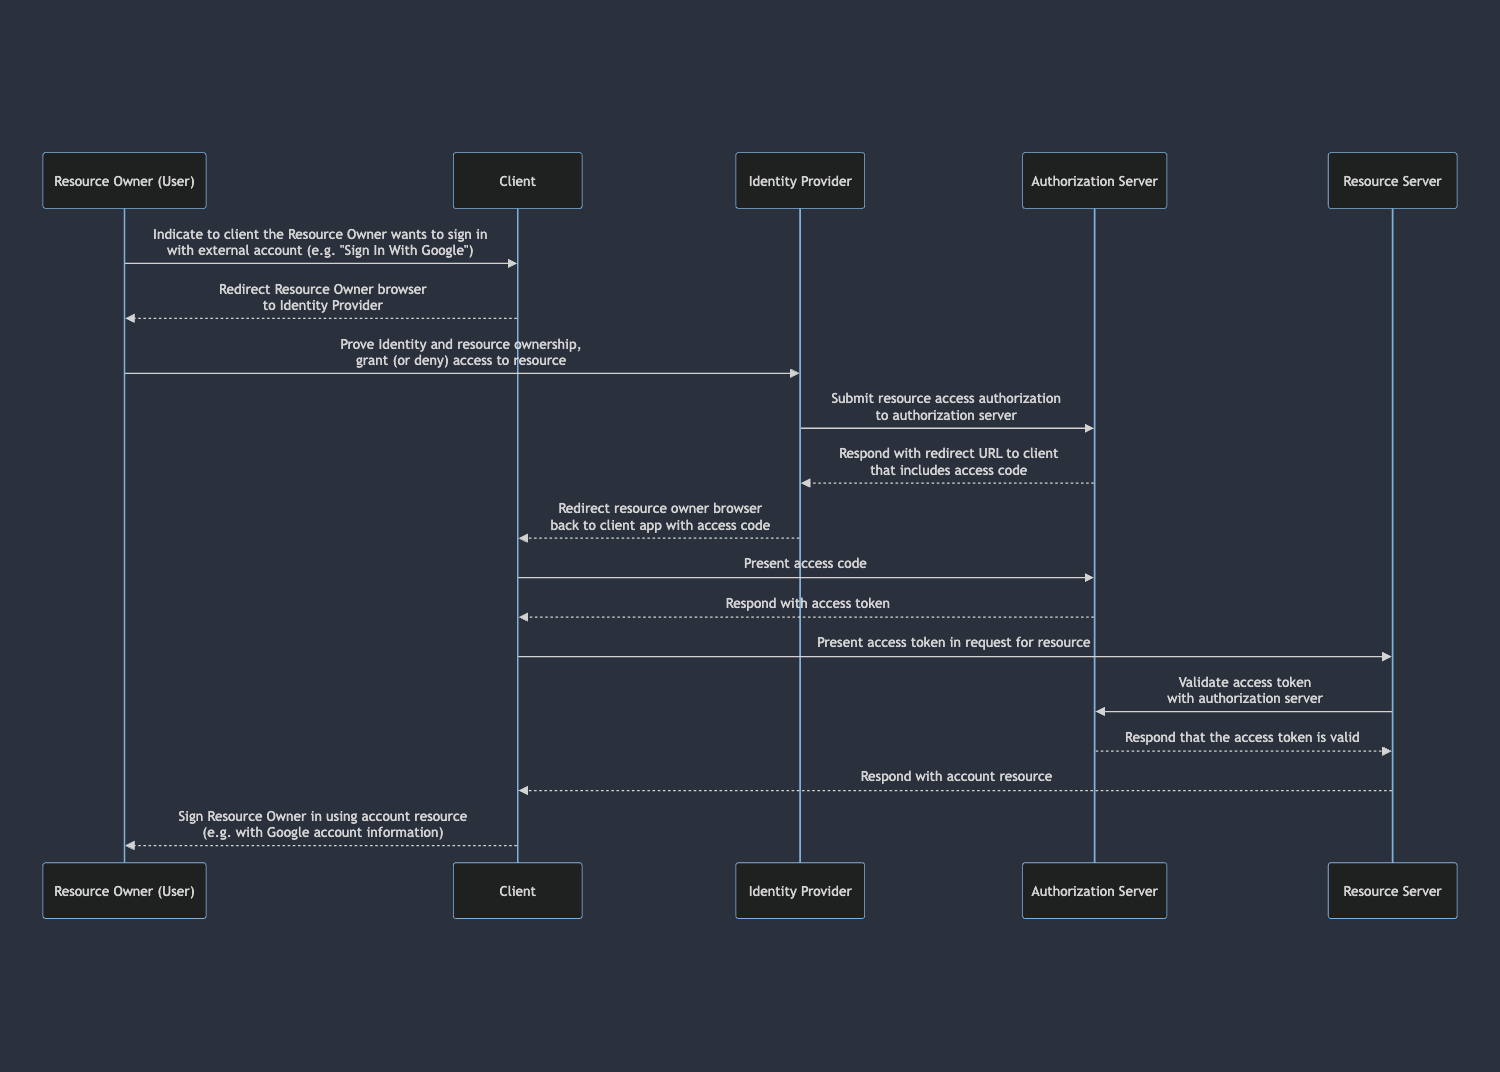 Resource Owner (User)
Client
Identity Provider
Authorization Server
Resource Server
Indicate to client the Resource Owner wants to sign in
with external account (e.g. "Sign In With Google")
Redirect Resource Owner browser
to Identity Provider
Prove Identity and resource ownership,
grant (or deny) access to resource
Submit resource access authorization
to authorization server
Respond with redirect URL to client
that includes access code
Redirect resource owner browser
back to client app with access code
Present access code
Respond with access token
Present access token in request for resource
Validate access token
with authorization server
Respond that the access token is valid
Respond with account resource
Sign Resource Owner in using account resource
(e.g. with Google account information)
Resource Owner (User)
Client
Identity Provider
Authorization Server
Resource Server